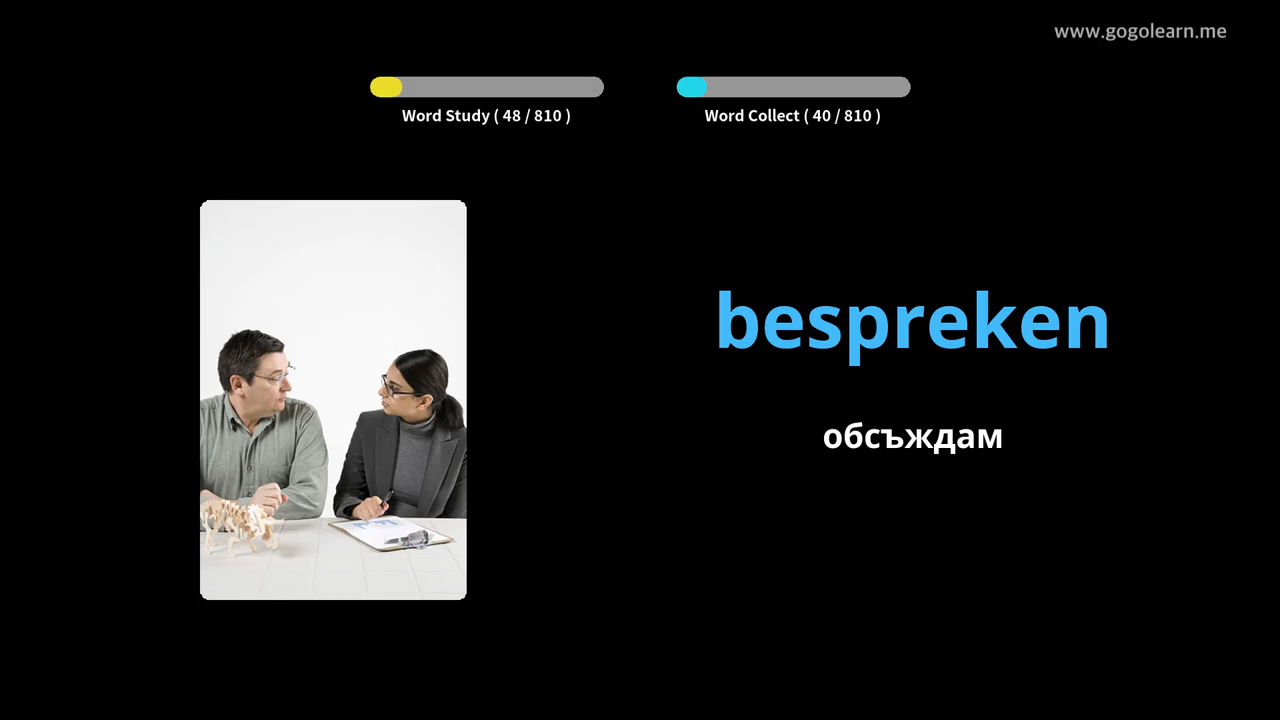 www.gogolearn.me
Word Study ( 48 / 810 )
Word Collect ( 40 / 810 )
bespreken
обсъждам